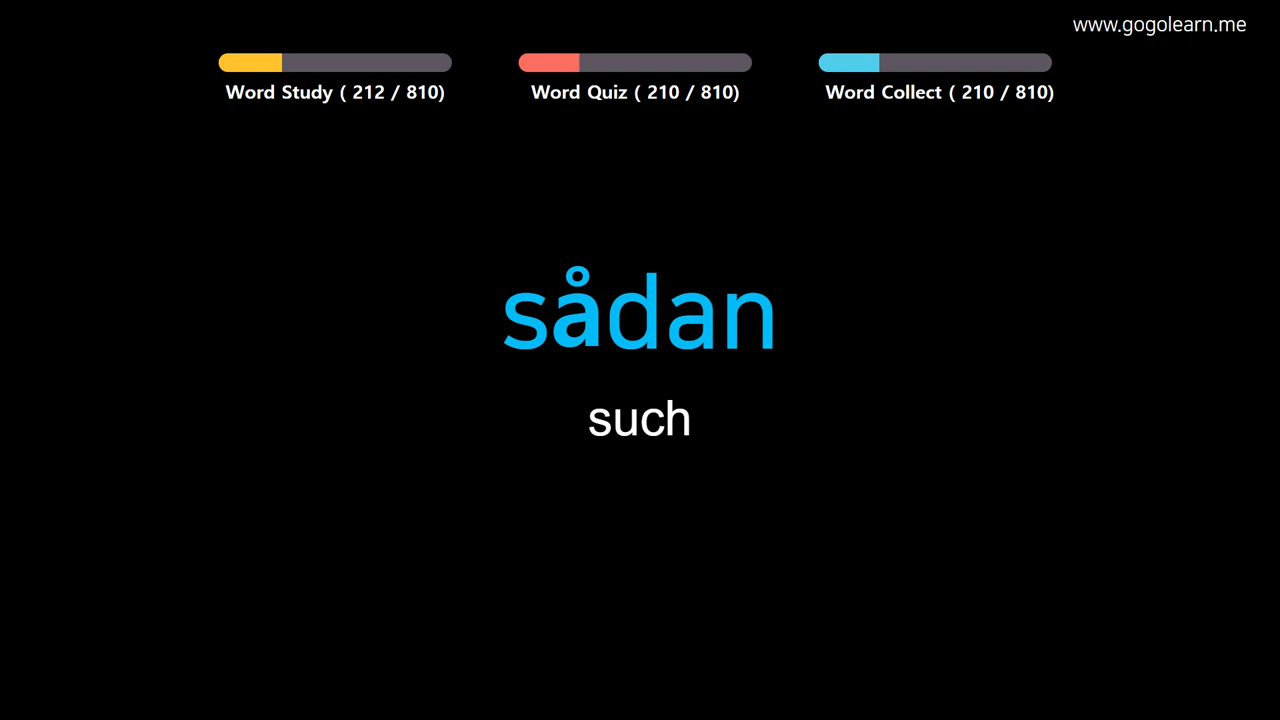 www.gogolearn.me
Word Study ( 212 / 810)
Word Quiz ( 210 / 810)
Word Collect ( 210 / 810)
sådan
such